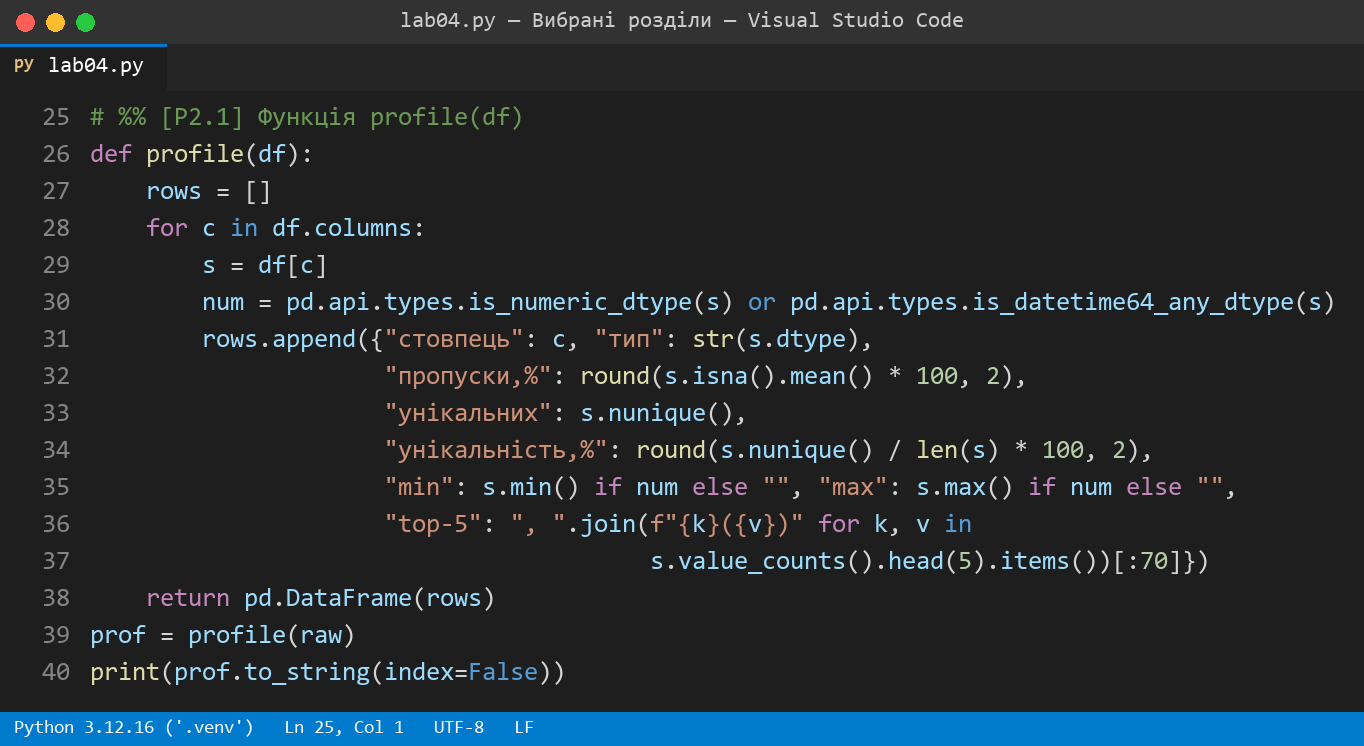 lab04.py — Вибрані розділи — Visual Studio Code
PY lab04.py
25 # %% [P2.1] Функція profile(df)
26 def profile(df):
27     rows = []
28     for c in df.columns:
29         s = df[c]
30         num = pd.api.types.is_numeric_dtype(s) or pd.api.types.is_datetime64_any_dtype(s)
31         rows.append({"стовпець": c, "тип": str(s.dtype),
32                      "пропуски,%": round(s.isna().mean() * 100, 2),
33                      "унікальних": s.nunique(),
34                      "унікальність,%": round(s.nunique() / len(s) * 100, 2),
35                      "min": s.min() if num else "", "max": s.max() if num else "",
36                      "top-5": ", ".join(f"{k}({v})" for k, v in
37                                         s.value_counts().head(5).items())[:70]})
38     return pd.DataFrame(rows)
39 prof = profile(raw)
40 print(prof.to_string(index=False))
Python 3.12.16 ('.venv') Ln 25, Col 1 UTF-8 LF